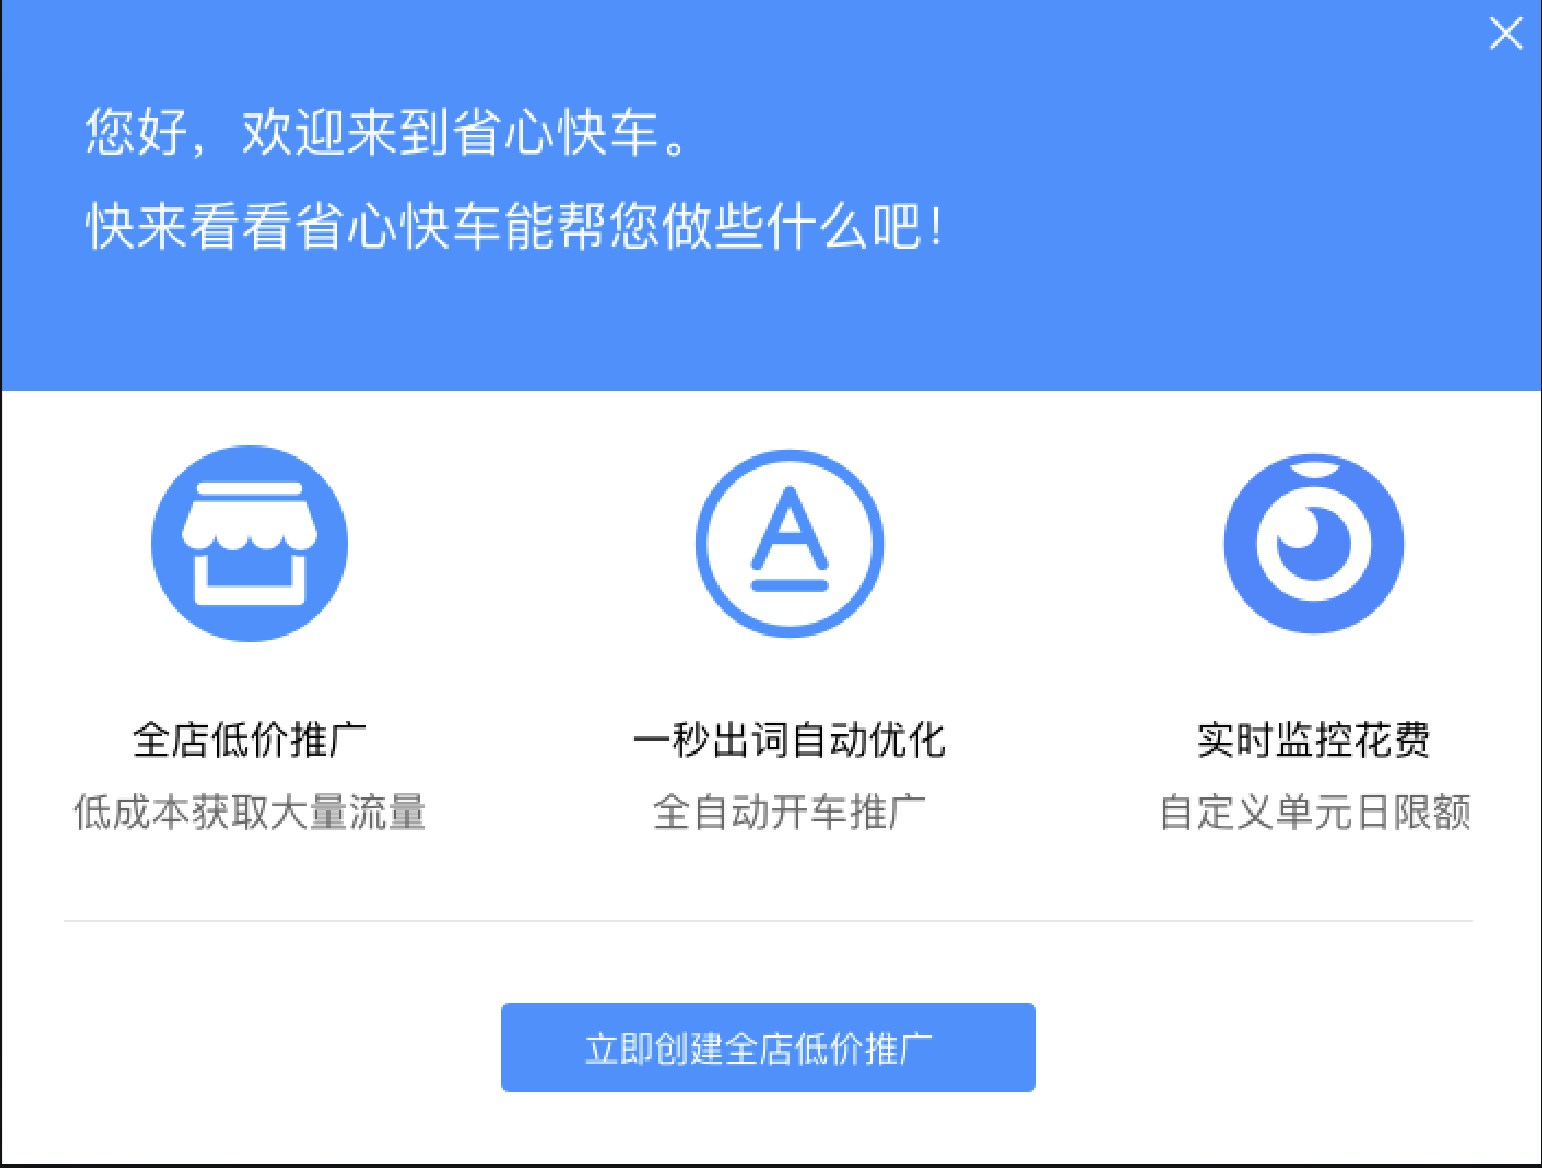 您好，欢迎来到省心快车。
快来看看省心快车能帮您做些什么吧！
A
全店低价推广
一秒出词自动优化
实时监控花费
低成本获取大量流量
全自动开车推广
自定义单元日限额
立即创建全店低价推广